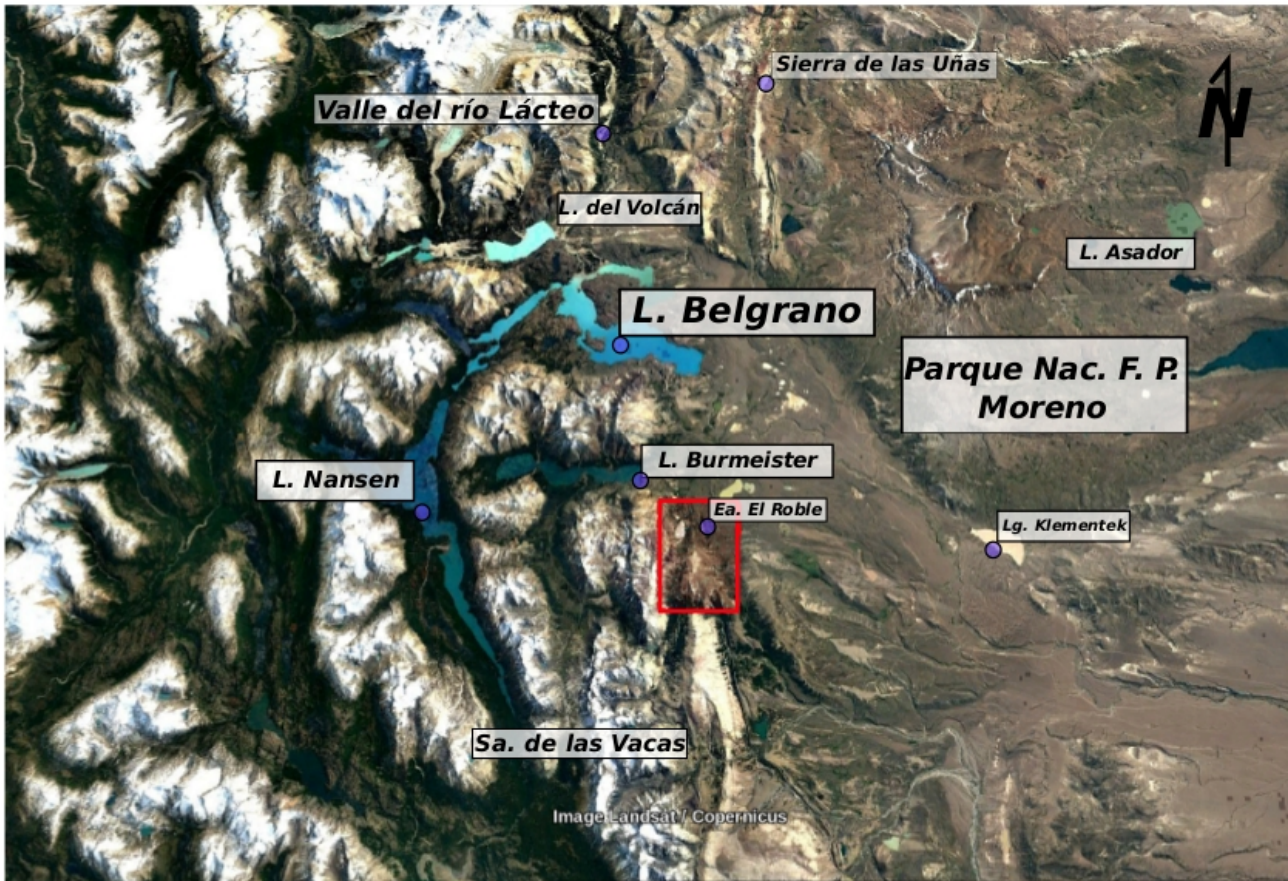 Sierra de las Uñas
Valle del río Lácteo
N
L. del Volcán
L. Asador
L. Belgrano
Parque Nac. F. P.
Moreno
L. Burmeister
L. Nansen
Ea. El Roble
Lg. Klementek
Sa. de las Vacas
Image Landsat / Copernicus